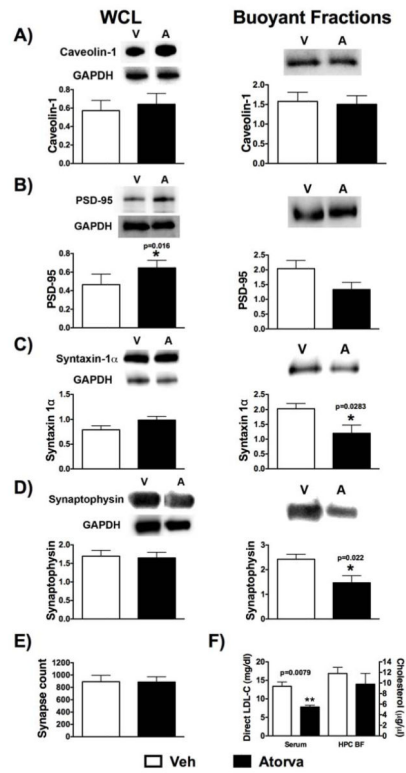 WCL
Buoyant Fractions
A)
V A
Caveolin-1
GAPDH
Caveolin-1
0.8
0.6
0.4
0.2
0.0
V A
Caveolin-1
2.0
1.5
1.0
0.5
0.0
B)
V A
PSD-95
GAPDH
p=0.016
*
PSD-95
0.8
0.6
0.4
0.2
0.0
V A
PSD-95
2.5
2.0
1.5
1.0
0.5
0.0
C)
V A
Syntaxin-1α
GAPDH
Syntaxin 1α
1.5
1.0
0.5
0.0
V A
p=0.0283
*
Syntaxin 1α
2.5
2.0
1.5
1.0
0.5
0.0
D)
V A
Synaptophysin
GAPDH
Synaptophysin
2.0
1.5
1.0
0.5
0.0
V A
p=0.022
*
Synaptophysin
3
2
1
0
E)
Synapse count
1200
1000
800
600
400
200
0
F)
Direct LDL-C (mg/dl)
20
15
10
5
0
p=0.0079
**
Serum
HPC BF
14
12
10
8
6
4
2
0
Cholesterol (µg/µl)
Veh
Atorva